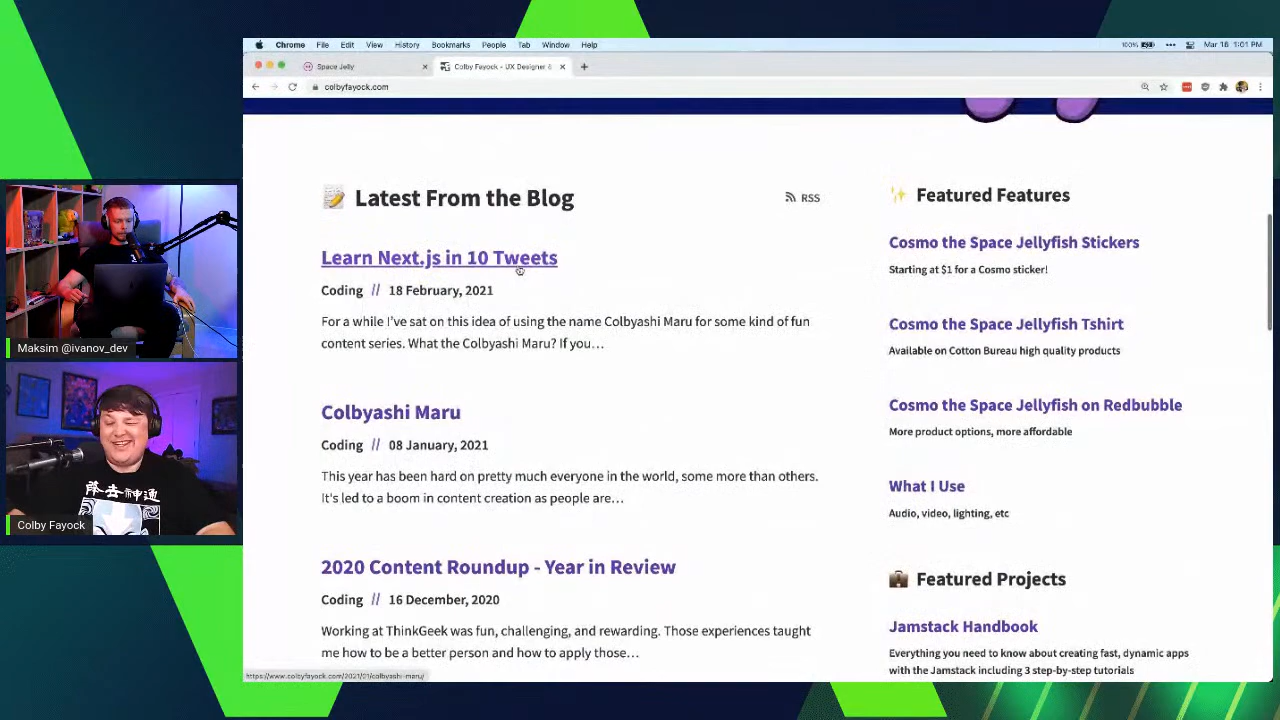 Chrome File Edit View History Bookmarks People Tab Window Help
100% Mar 18 1:01 PM
Space Jelly
Colby Fayock - UX Designer &
colbyfayock.com
Latest From the Blog
RSS
Learn Next.js in 10 Tweets
Coding // 18 February, 2021
For a while I've sat on this idea of using the name Colbyashi Maru for some kind of fun
content series. What the Colbyashi Maru? If you…
Colbyashi Maru
Coding // 08 January, 2021
This year has been hard on pretty much everyone in the world, some more than others.
It's led to a boom in content creation as people are…
2020 Content Roundup - Year in Review
Coding // 16 December, 2020
Working at ThinkGeek was fun, challenging, and rewarding. Those experiences taught
me how to be a better person and how to apply those…
https://www.colbyfayock.com/2021/01/colbyashi-maru/
Featured Features
Cosmo the Space Jellyfish Stickers
Starting at $1 for a Cosmo sticker!
Cosmo the Space Jellyfish Tshirt
Available on Cotton Bureau high quality products
Cosmo the Space Jellyfish on Redbubble
More product options, more affordable
What I Use
Audio, video, lighting, etc
Featured Projects
Jamstack Handbook
Everything you need to know about creating fast, dynamic apps
with the Jamstack including 3 step-by-step tutorials
Maksim @ivanov_dev
Colby Fayock